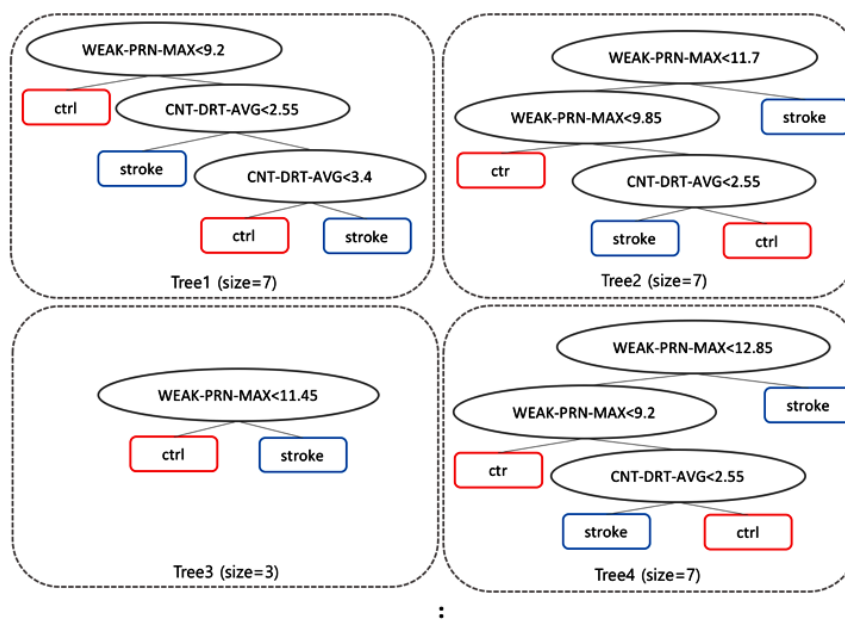 WEAK-PRN-MAX<9.2
ctrl
CNT-DRT-AVG<2.55
stroke
CNT-DRT-AVG<3.4
ctrl
stroke
Tree1 (size=7)
WEAK-PRN-MAX<11.7
WEAK-PRN-MAX<9.85
stroke
ctr
CNT-DRT-AVG<2.55
stroke
ctrl
Tree2 (size=7)
WEAK-PRN-MAX<11.45
ctrl
stroke
Tree3 (size=3)
WEAK-PRN-MAX<12.85
WEAK-PRN-MAX<9.2
stroke
ctr
CNT-DRT-AVG<2.55
stroke
ctrl
Tree4 (size=7)
: